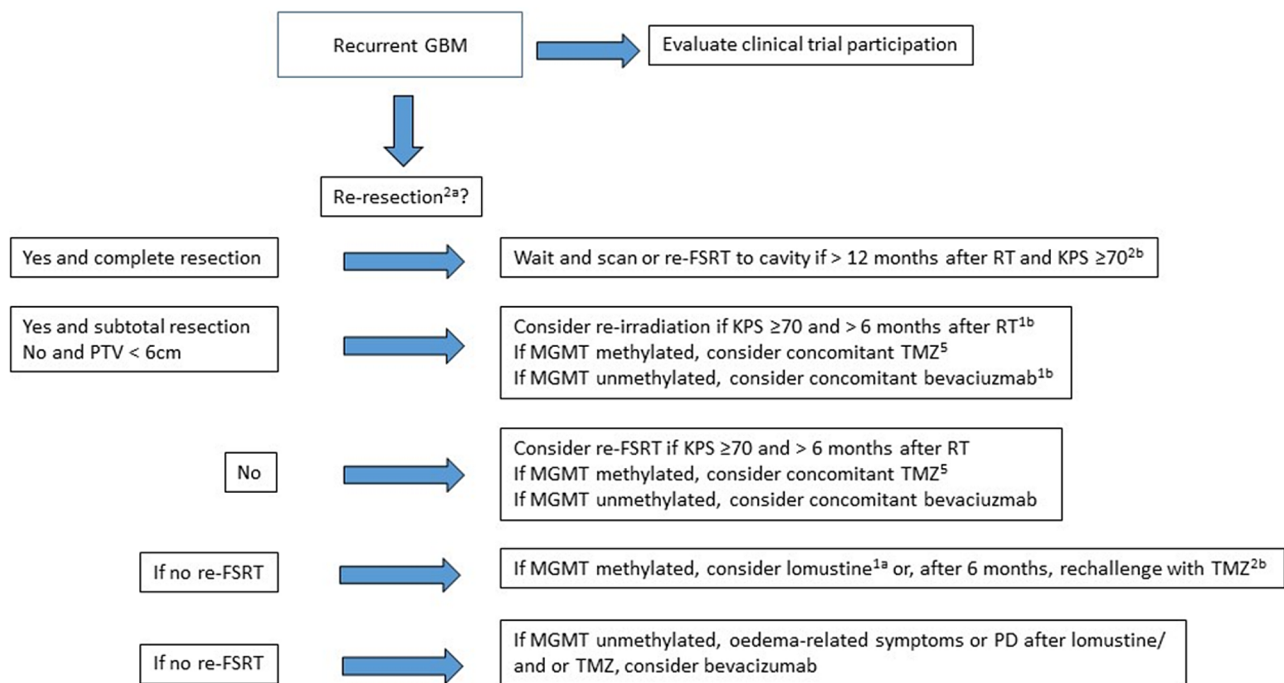 Recurrent GBM
Evaluate clinical trial participation
Re-resection²ᵃ?
Yes and complete resection
Wait and scan or re-FSRT to cavity if > 12 months after RT and KPS ≥70²ᵇ
Yes and subtotal resection
No and PTV < 6cm
Consider re-irradiation if KPS ≥70 and > 6 months after RT¹ᵇ
If MGMT methylated, consider concomitant TMZ⁵
If MGMT unmethylated, consider concomitant bevaciuzmab¹ᵇ
No
Consider re-FSRT if KPS ≥70 and > 6 months after RT
If MGMT methylated, consider concomitant TMZ⁵
If MGMT unmethylated, consider concomitant bevaciuzmab
If no re-FSRT
If MGMT methylated, consider lomustine¹ᵃ or, after 6 months, rechallenge with TMZ²ᵇ
If no re-FSRT
If MGMT unmethylated, oedema-related symptoms or PD after lomustine/
and or TMZ, consider bevacizumab